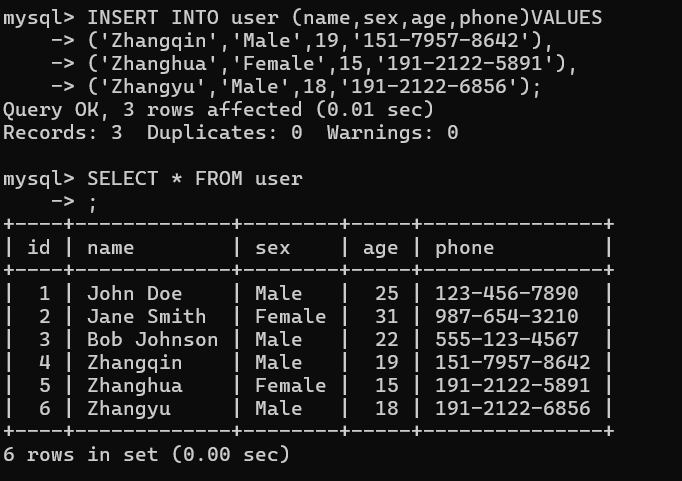 mysql> INSERT INTO user (name,sex,age,phone)VALUES
    -> ('Zhangqin','Male',19,'151-7957-8642'),
    -> ('Zhanghua','Female',15,'191-2122-5891'),
    -> ('Zhangyu','Male',18,'191-2122-6856');
Query OK, 3 rows affected (0.01 sec)
Records: 3  Duplicates: 0  Warnings: 0

mysql> SELECT * FROM user
    -> ;
+----+-------------+--------+-----+---------------+
| id | name        | sex    | age | phone         |
+----+-------------+--------+-----+---------------+
|  1 | John Doe    | Male   |  25 | 123-456-7890  |
|  2 | Jane Smith  | Female |  31 | 987-654-3210  |
|  3 | Bob Johnson | Male   |  22 | 555-123-4567  |
|  4 | Zhangqin    | Male   |  19 | 151-7957-8642 |
|  5 | Zhanghua    | Female |  15 | 191-2122-5891 |
|  6 | Zhangyu     | Male   |  18 | 191-2122-6856 |
+----+-------------+--------+-----+---------------+
6 rows in set (0.00 sec)